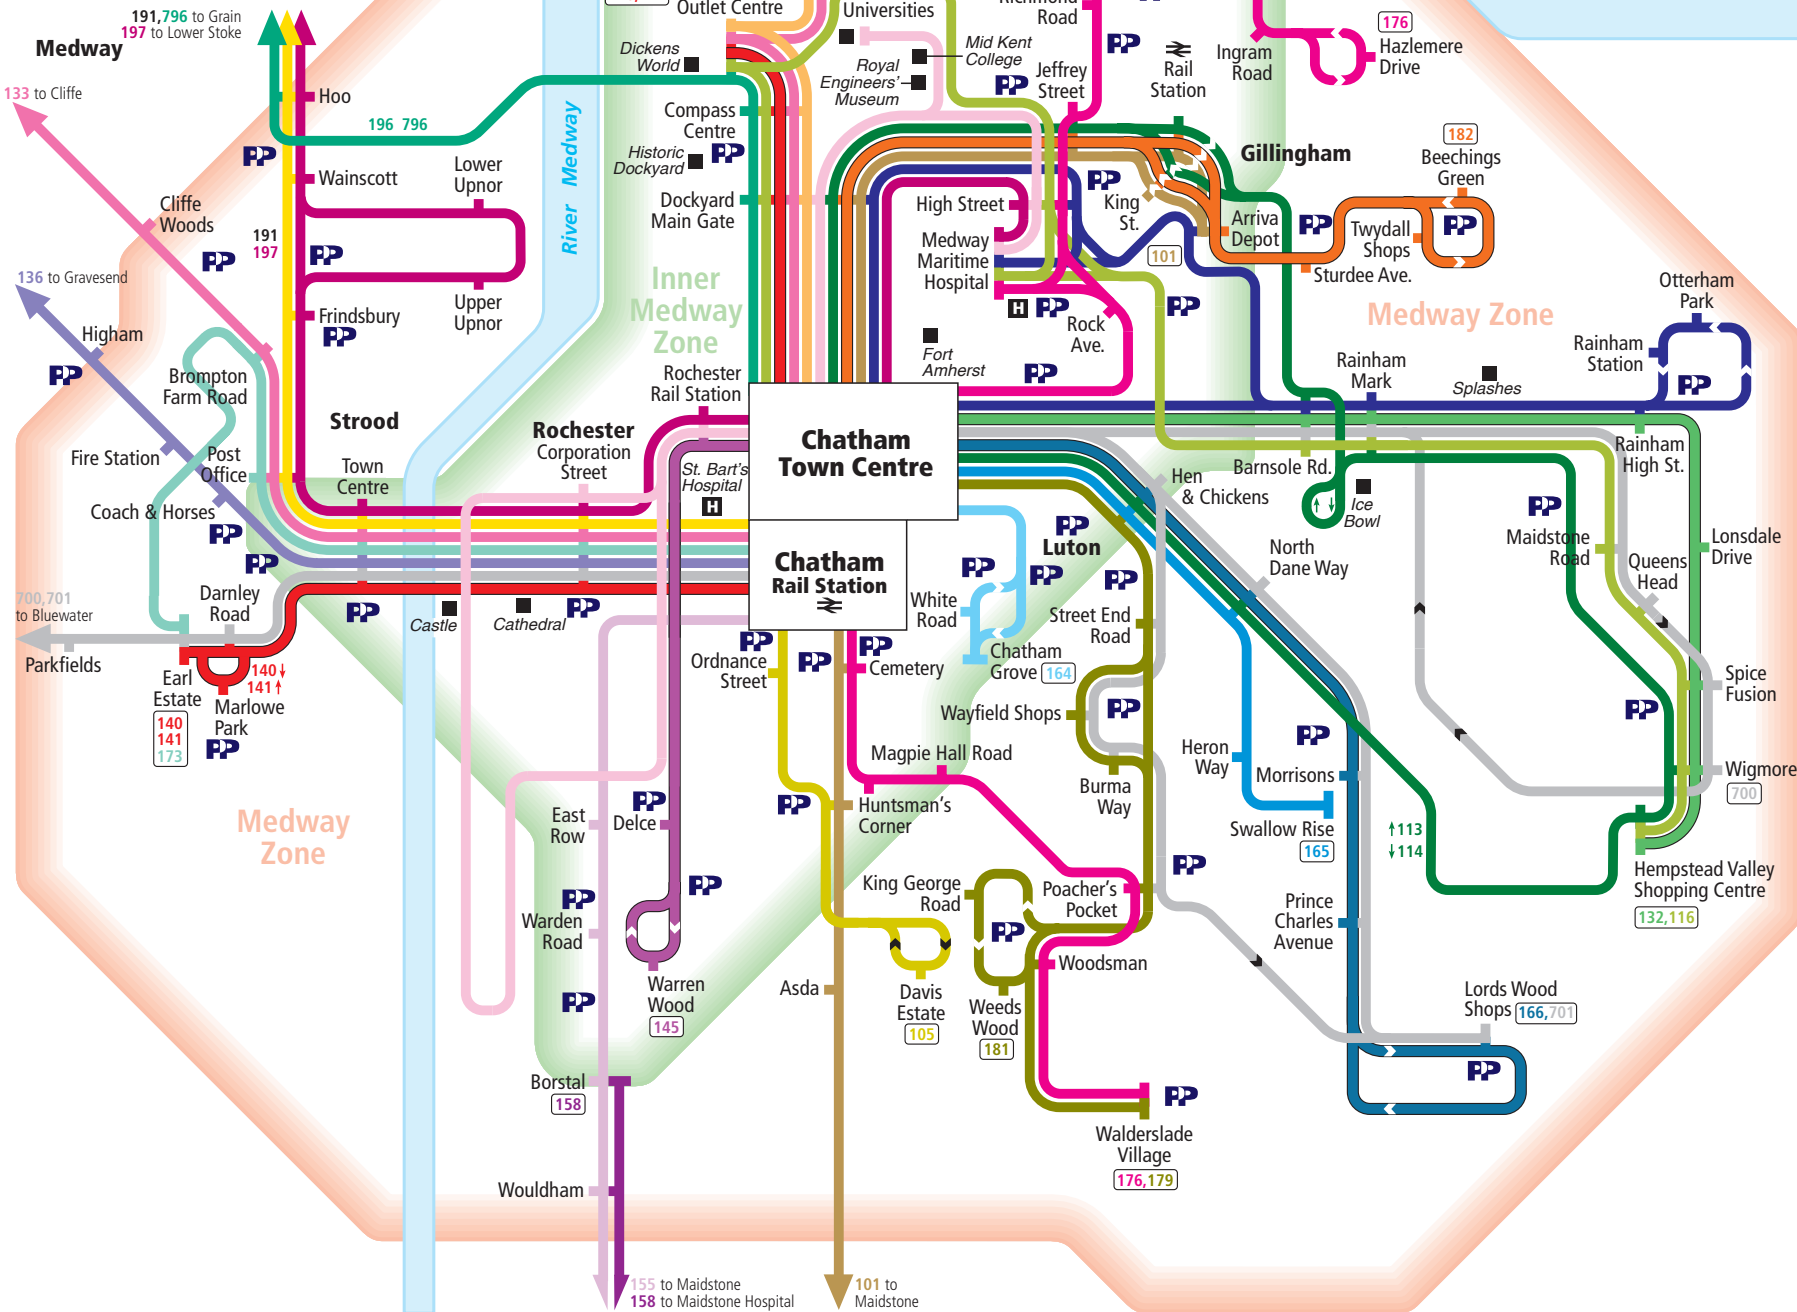 191,796 to Grain
197 to Lower Stoke
Medway
133 to Cliffe
Hoo
196 796
Wainscott
Lower
Upnor
Cliffe
Woods
191
197
136 to Gravesend
Upper
Upnor
Frindsbury
Higham
Brompton
Farm Road
Strood
Fire Station
Post
Office
Town
Centre
Coach & Horses
Darnley
Road
700,701
to Bluewater
Parkfields
Earl
Estate
140
141
173
140
141
Marlowe
Park
Castle
Cathedral
Medway
Zone
River Medway
Outlet Centre
Dickens
World
Compass
Centre
Historic
Dockyard
Dockyard
Main Gate
Inner
Medway
Zone
Rochester
Rail Station
Rochester
Corporation
Street
St. Bart's
Hospital
H
Universities
Royal
Engineers'
Museum
Mid Kent
College
Road
Jeffrey
Street
Rail
Station
Ingram
Road
176
Hazlemere
Drive
Gillingham
182
Beechings
Green
High Street
Medway
Maritime
Hospital
H
King
St.
101
Arriva
Depot
Twydall
Shops
Sturdee Ave.
Rock
Ave.
Fort
Amherst
Medway Zone
Otterham
Park
Rainham
Station
Rainham
Mark
Splashes
Chatham
Town Centre
Chatham
Rail Station
Hen
& Chickens
Barnsole Rd.
Ice
Bowl
Rainham
High St.
Luton
North
Dane Way
Maidstone
Road
Queens
Head
Lonsdale
Drive
White
Road
Street End
Road
Chatham
Grove 164
Ordnance
Street
Cemetery
Wayfield Shops
Magpie Hall Road
Burma
Way
Heron
Way
Morrisons
Spice
Fusion
Wigmore
700
Huntsman's
Corner
Swallow Rise
165
113
114
Hempstead Valley
Shopping Centre
132,116
East
Row
Delce
Warden
Road
Warren
Wood
145
King George
Road
Poacher's
Pocket
Prince
Charles
Avenue
Asda
Davis
Estate
105
Weeds
Wood
181
Woodsman
Lords Wood
Shops 166,701
Borstal
158
Walderslade
Village
176,179
Wouldham
155 to Maidstone
158 to Maidstone Hospital
101 to
Maidstone